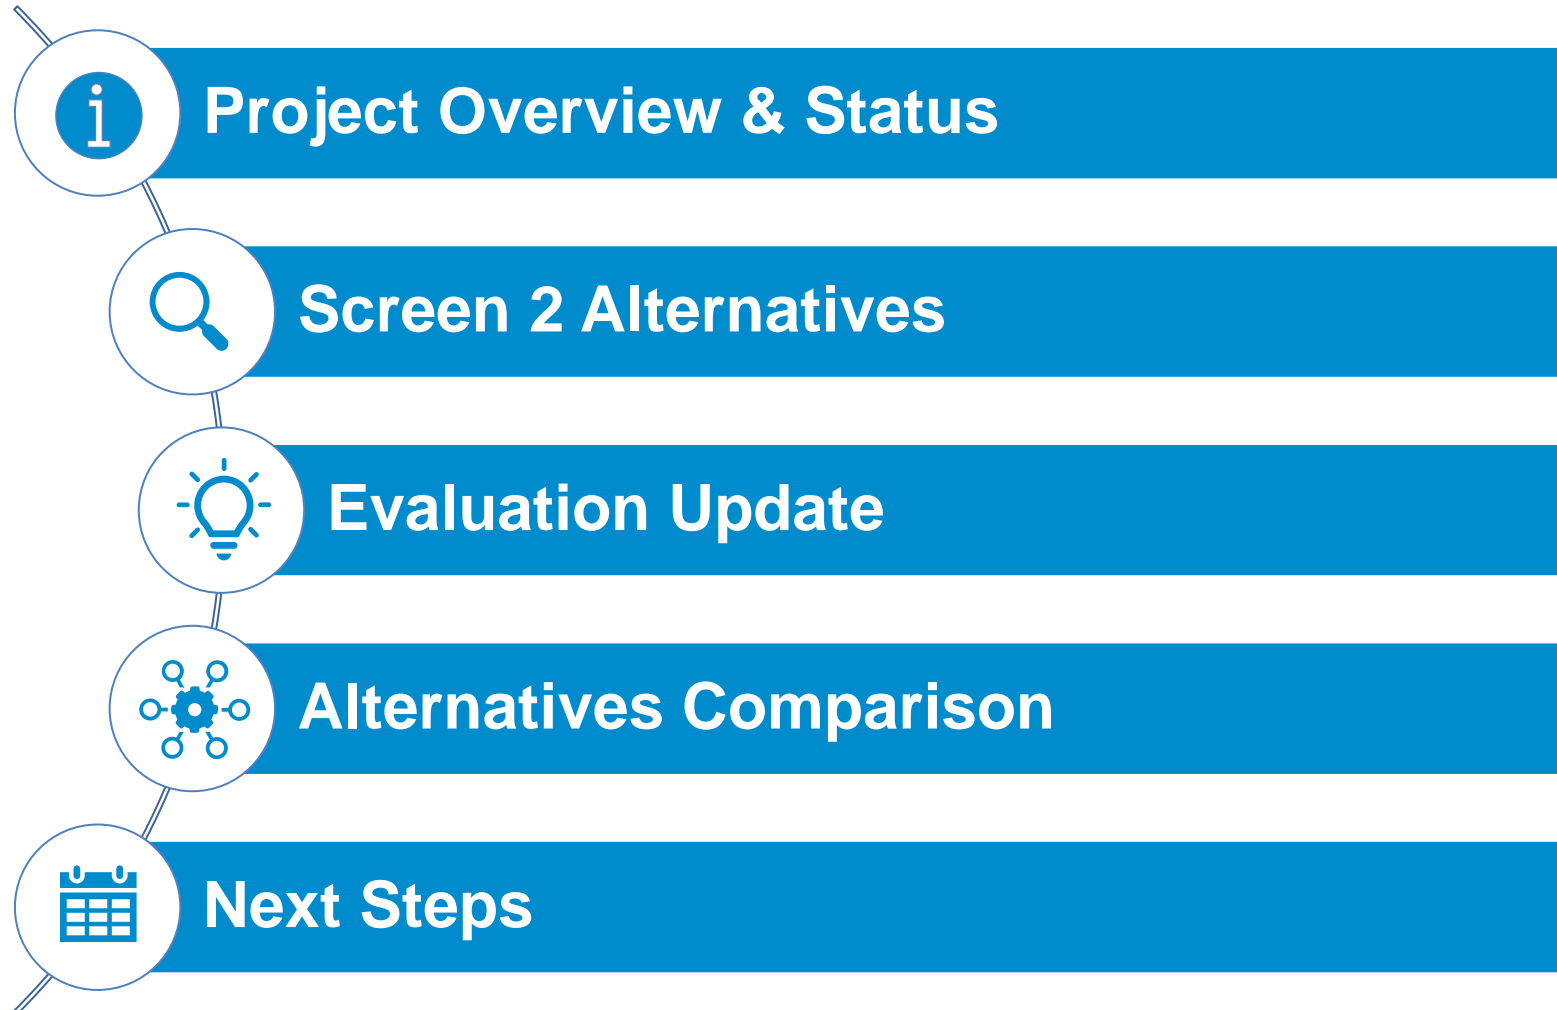 Project Overview & Status
Screen 2 Alternatives
Evaluation Update
Alternatives Comparison
Next Steps